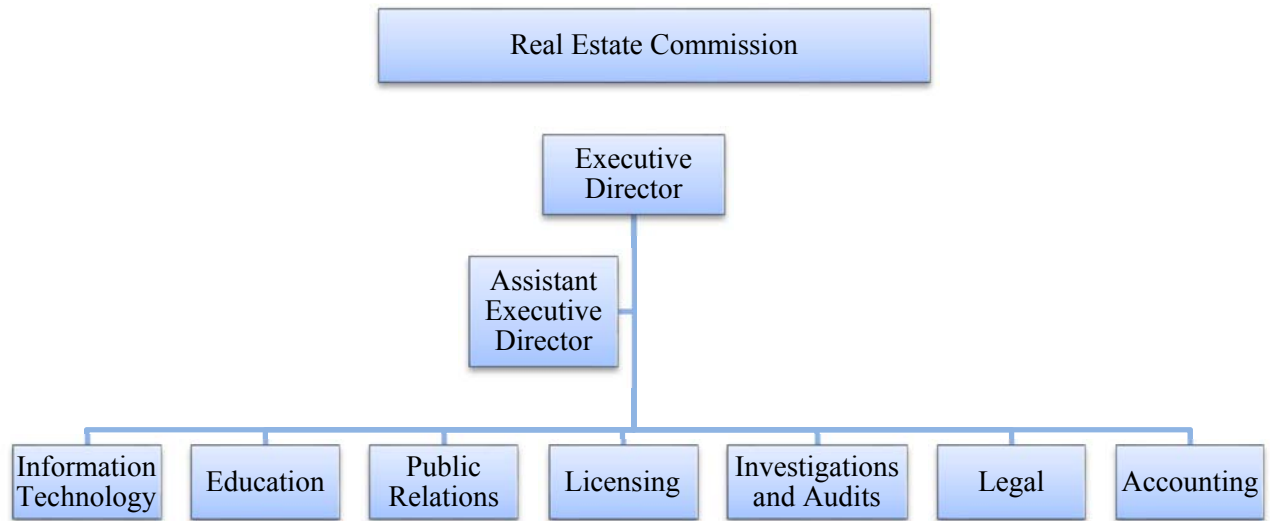 Real Estate Commission
Executive
Director
Assistant
Executive
Director
Information
Technology
Education
Public
Relations
Licensing
Investigations
and Audits
Legal
Accounting